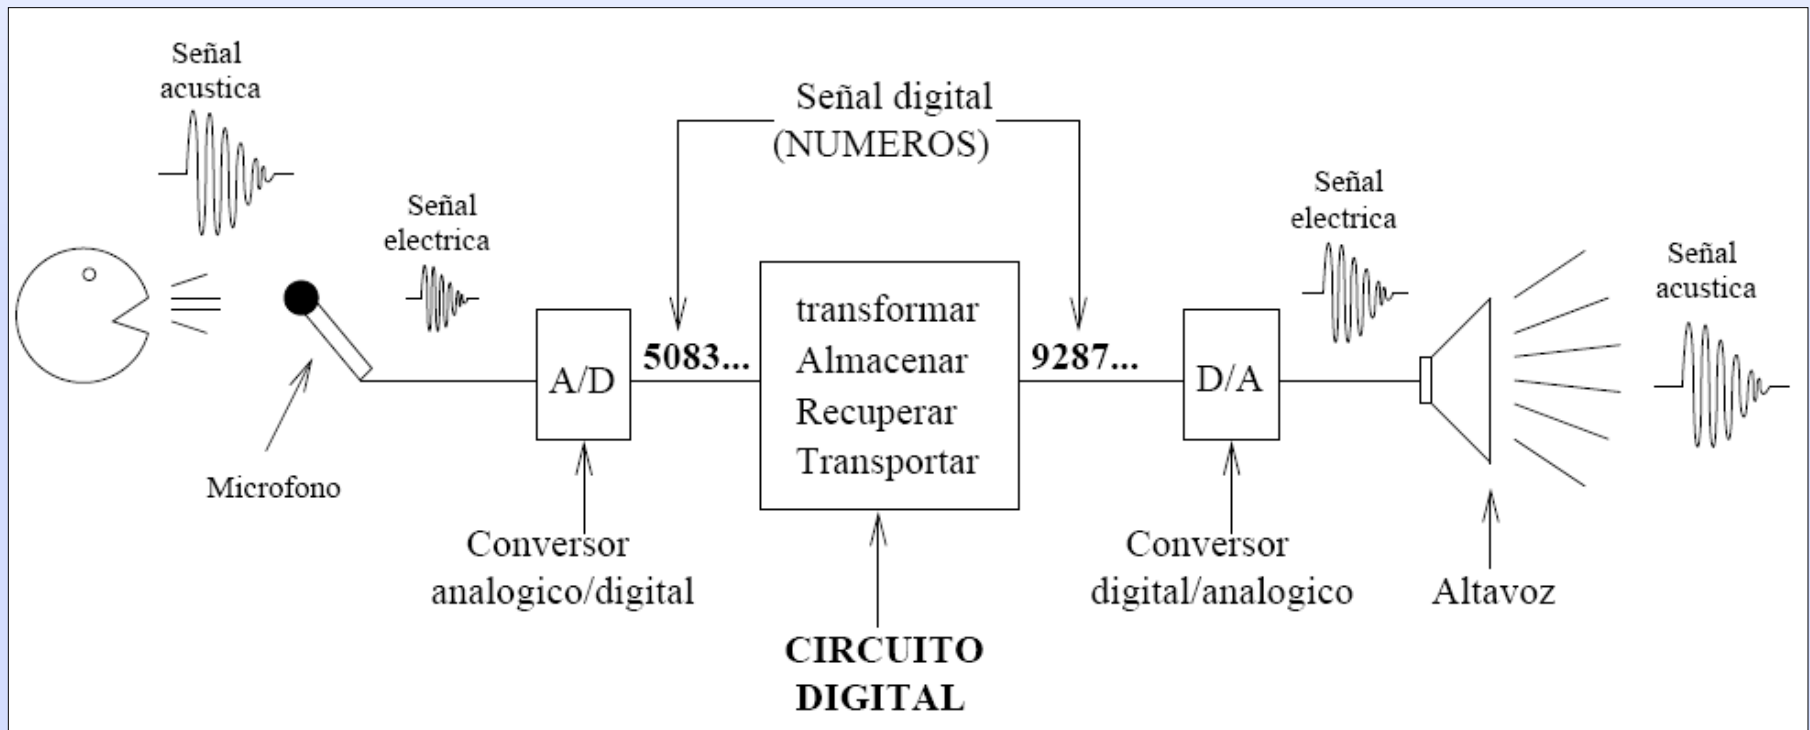 Señal
acustica
Señal
electrica
Microfono
A/D
Conversor
analogico/digital
Señal digital
(NUMEROS)
5083...
transformar
Almacenar
Recuperar
Transportar
CIRCUITO
DIGITAL
9287...
D/A
Conversor
digital/analogico
Señal
electrica
Altavoz
Señal
acustica